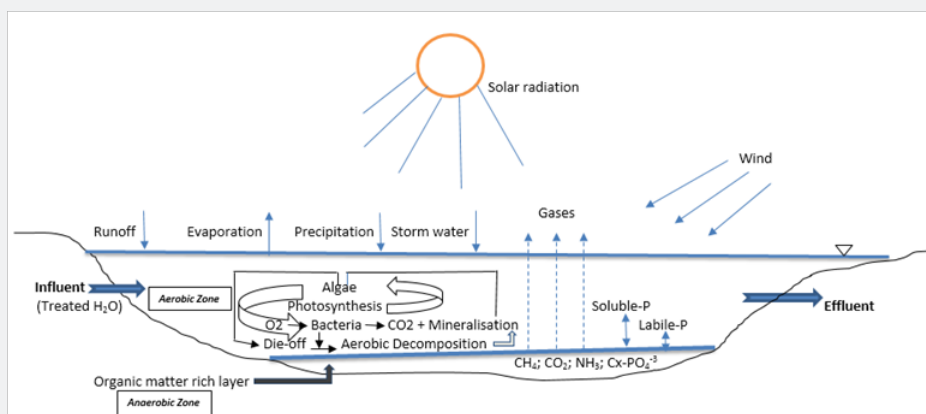 Solar radiation
Wind
Gases
Runoff
Evaporation
Precipitation
Storm water
Influent
(Treated H₂O)
Aerobic Zone
Algae
Photosynthesis
O2
Bacteria
CO2 + Mineralisation
Die-off
Aerobic Decomposition
Soluble-P
Labile-P
Effluent
CH₄; CO₂; NH₃; Cx-PO₄⁻³
Organic matter rich layer
Anaerobic Zone